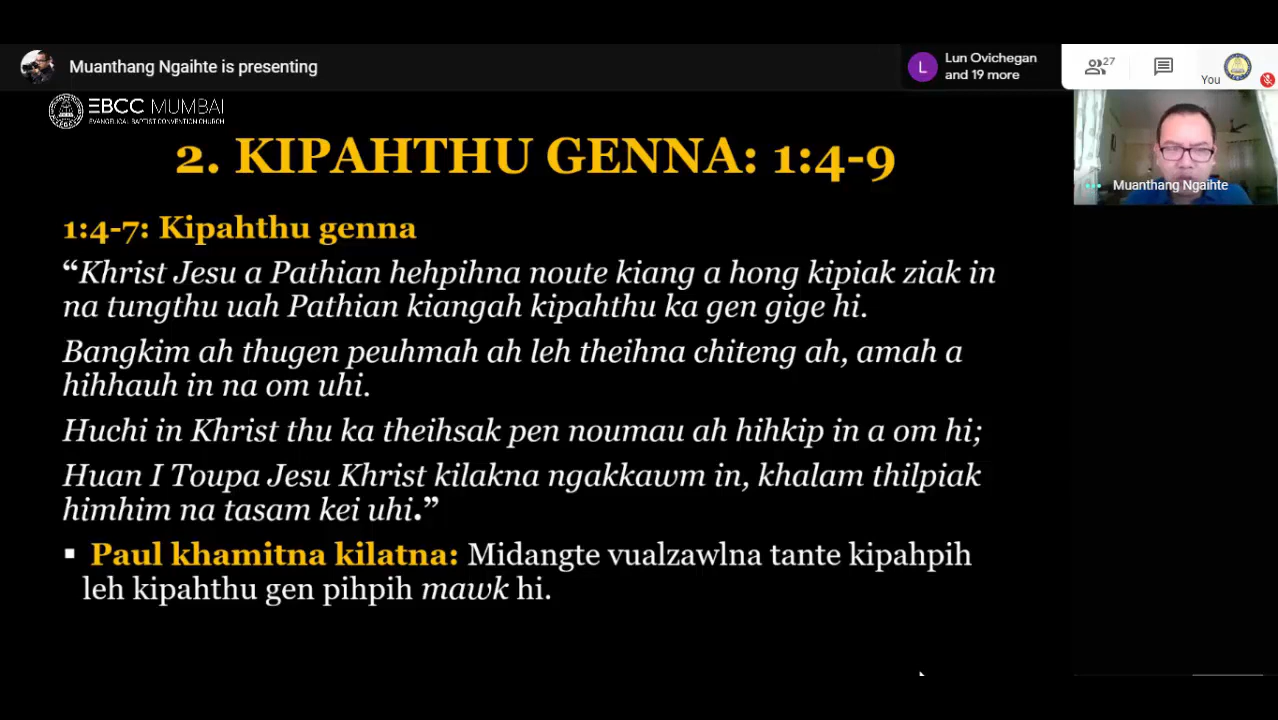 Muanthang Ngaihte is presenting
L
Lun Ovichegan
and 19 more
27
You
EBCC MUMBAI
EVANGELICAL BAPTIST CONVENTION CHURCH
2. KIPAHTHU GENNA: 1:4-9
Muanthang Ngaihte
1:4-7: Kipahthu genna
“Khrist Jesu a Pathian hehpihna noute kiang a hong kipiak ziak in
na tungthu uah Pathian kiangah kipahthu ka gen gige hi.
Bangkim ah thugen peuhmah ah leh theihna chiteng ah, amah a
hihhauh in na om uhi.
Huchi in Khrist thu ka theihsak pen noumau ah hihkip in a om hi;
Huan I Toupa Jesu Khrist kilakna ngakkawm in, khalam thilpiak
himhim na tasam kei uhi.”
▪ Paul khamitna kilatna: Midangte vualzawlna tante kipahpih
leh kipahthu gen pihpih mawk hi.